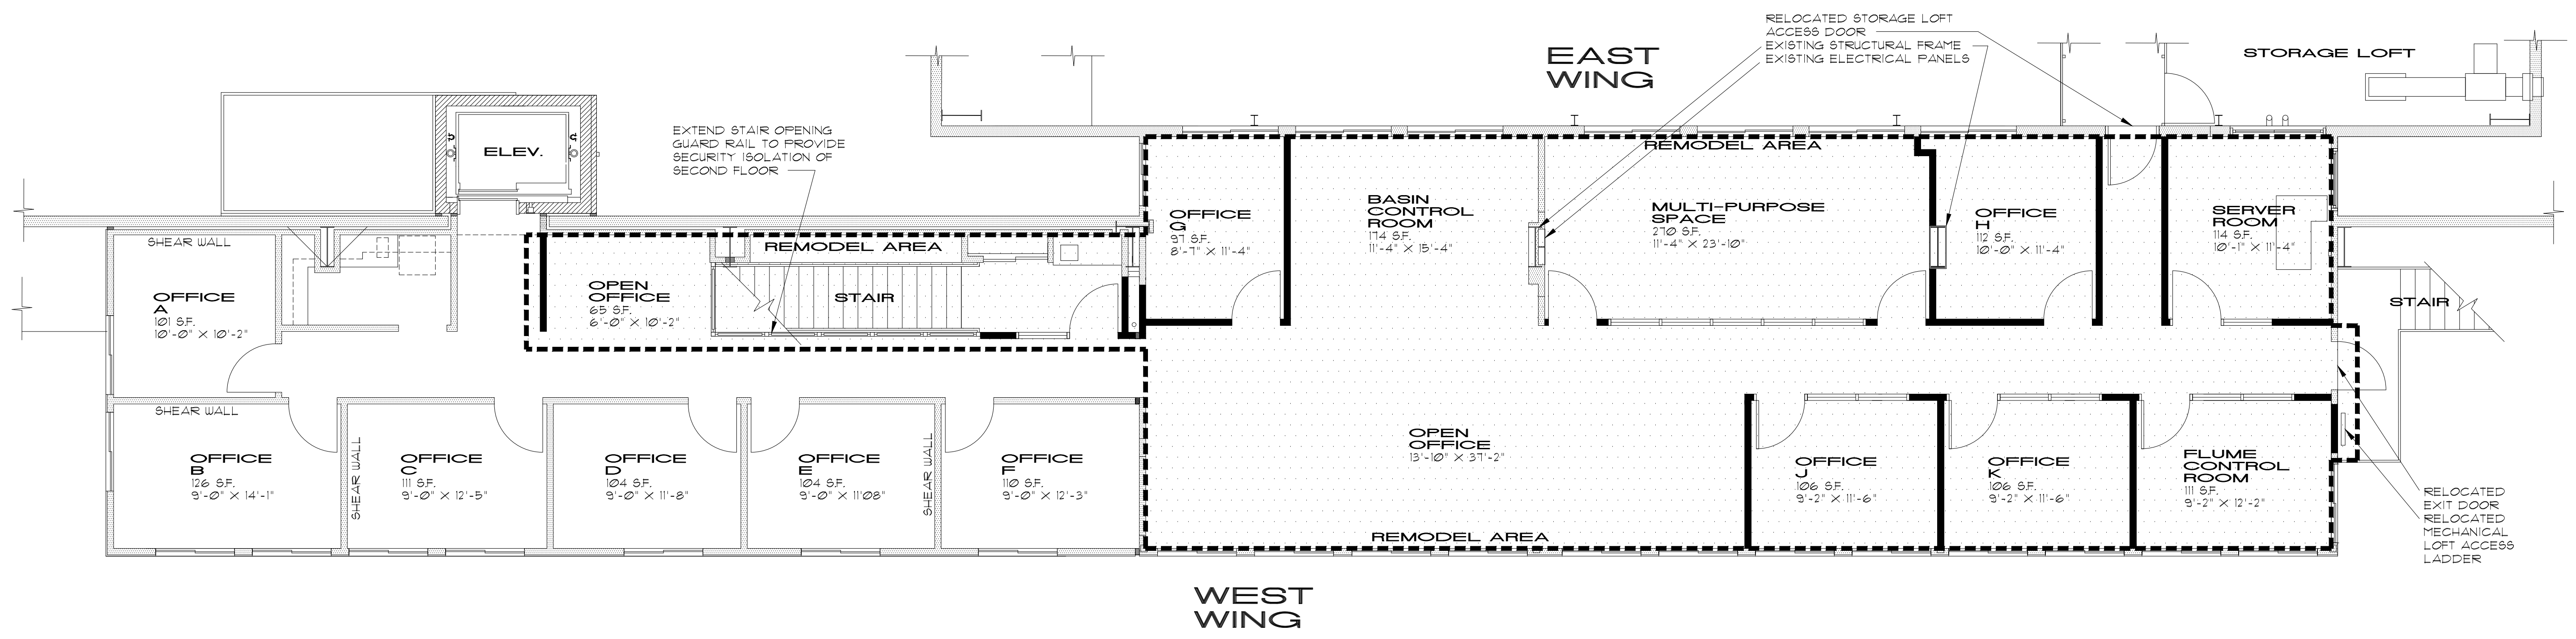 RELOCATED STORAGE LOFT
ACCESS DOOR
EXISTING STRUCTURAL FRAME
EXISTING ELECTRICAL PANELS
EAST
WING
STORAGE LOFT
ELEV.
EXTEND STAIR OPENING
GUARD RAIL TO PROVIDE
SECURITY ISOLATION OF
SECOND FLOOR
REMODEL AREA
OFFICE
G
97 S.F.
8'-7" X 11'-4"
BASIN
CONTROL
ROOM
174 S.F.
11'-4" X 15'-4"
MULTI-PURPOSE
SPACE
270 S.F.
11'-4" X 23'-10"
OFFICE
H
112 S.F.
10'-0" X 11'-4"
SERVER
ROOM
114 S.F.
10'-1" X 11'-4"
SHEAR WALL
REMODEL AREA
OFFICE
A
101 S.F.
10'-0" X 10'-2"
OPEN
OFFICE
65 S.F.
6'-0" X 10'-2"
STAIR
STAIR
SHEAR WALL
OFFICE
B
126 S.F.
9'-0" X 14'-1"
SHEAR WALL
OFFICE
C
111 S.F.
9'-0" X 12'-5"
OFFICE
D
104 S.F.
9'-0" X 11'-8"
OFFICE
E
104 S.F.
9'-0" X 11'08"
SHEAR WALL
OFFICE
F
110 S.F.
9'-0" X 12'-3"
OPEN
OFFICE
13'-10" X 37'-2"
OFFICE
J
106 S.F.
9'-2" X 11'-6"
OFFICE
K
106 S.F.
9'-2" X 11'-6"
FLUME
CONTROL
ROOM
111 S.F.
9'-2" X 12'-2"
RELOCATED
EXIT DOOR
RELOCATED
MECHANICAL
LOFT ACCESS
LADDER
REMODEL AREA
WEST
WING